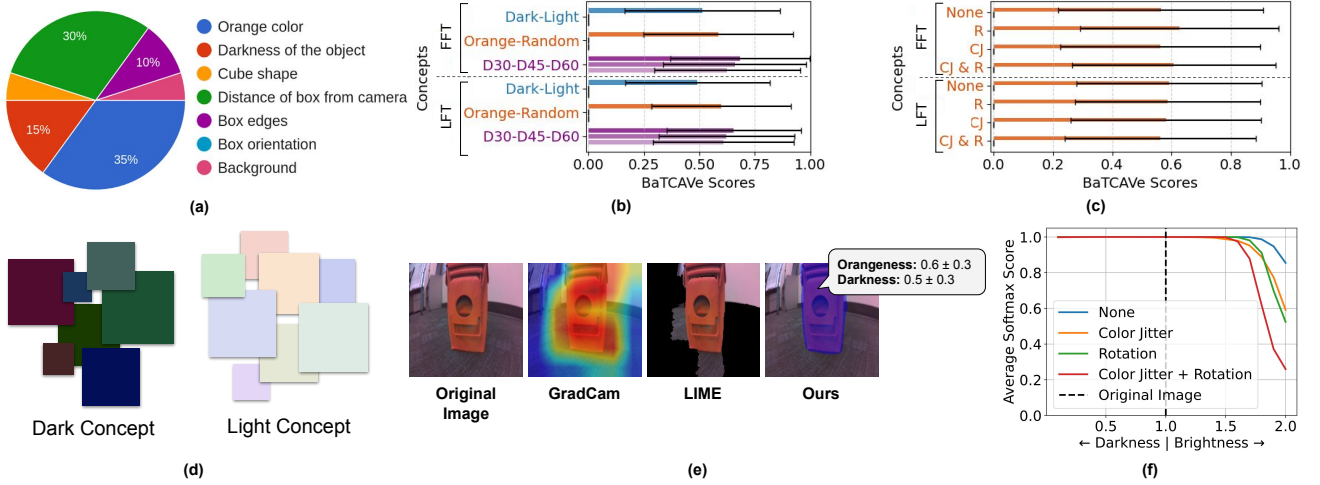 30%
10%
15%
35%
Orange color
Darkness of the object
Cube shape
Distance of box from camera
Box edges
Box orientation
Background
(a)
Concepts
FFT
LFT
Dark-Light
Orange-Random
D30-D45-D60
Dark-Light
Orange-Random
D30-D45-D60
0.00 0.25 0.50 0.75 1.00
BaTCAVe Scores
(b)
Concepts
FFT
LFT
None
R
CJ
CJ & R
None
R
CJ
CJ & R
0.0 0.2 0.4 0.6 0.8 1.0
BaTCAVe Scores
(c)
Dark Concept
Light Concept
(d)
Orangeness: 0.6 ± 0.3
Darkness: 0.5 ± 0.3
Original
Image
GradCam
LIME
Ours
(e)
Average Softmax Score
1.0
0.8
0.6
0.4
0.2
0.0
None
Color Jitter
Rotation
Color Jitter + Rotation
Original Image
0.5 1.0 1.5 2.0
← Darkness | Brightness →
(f)